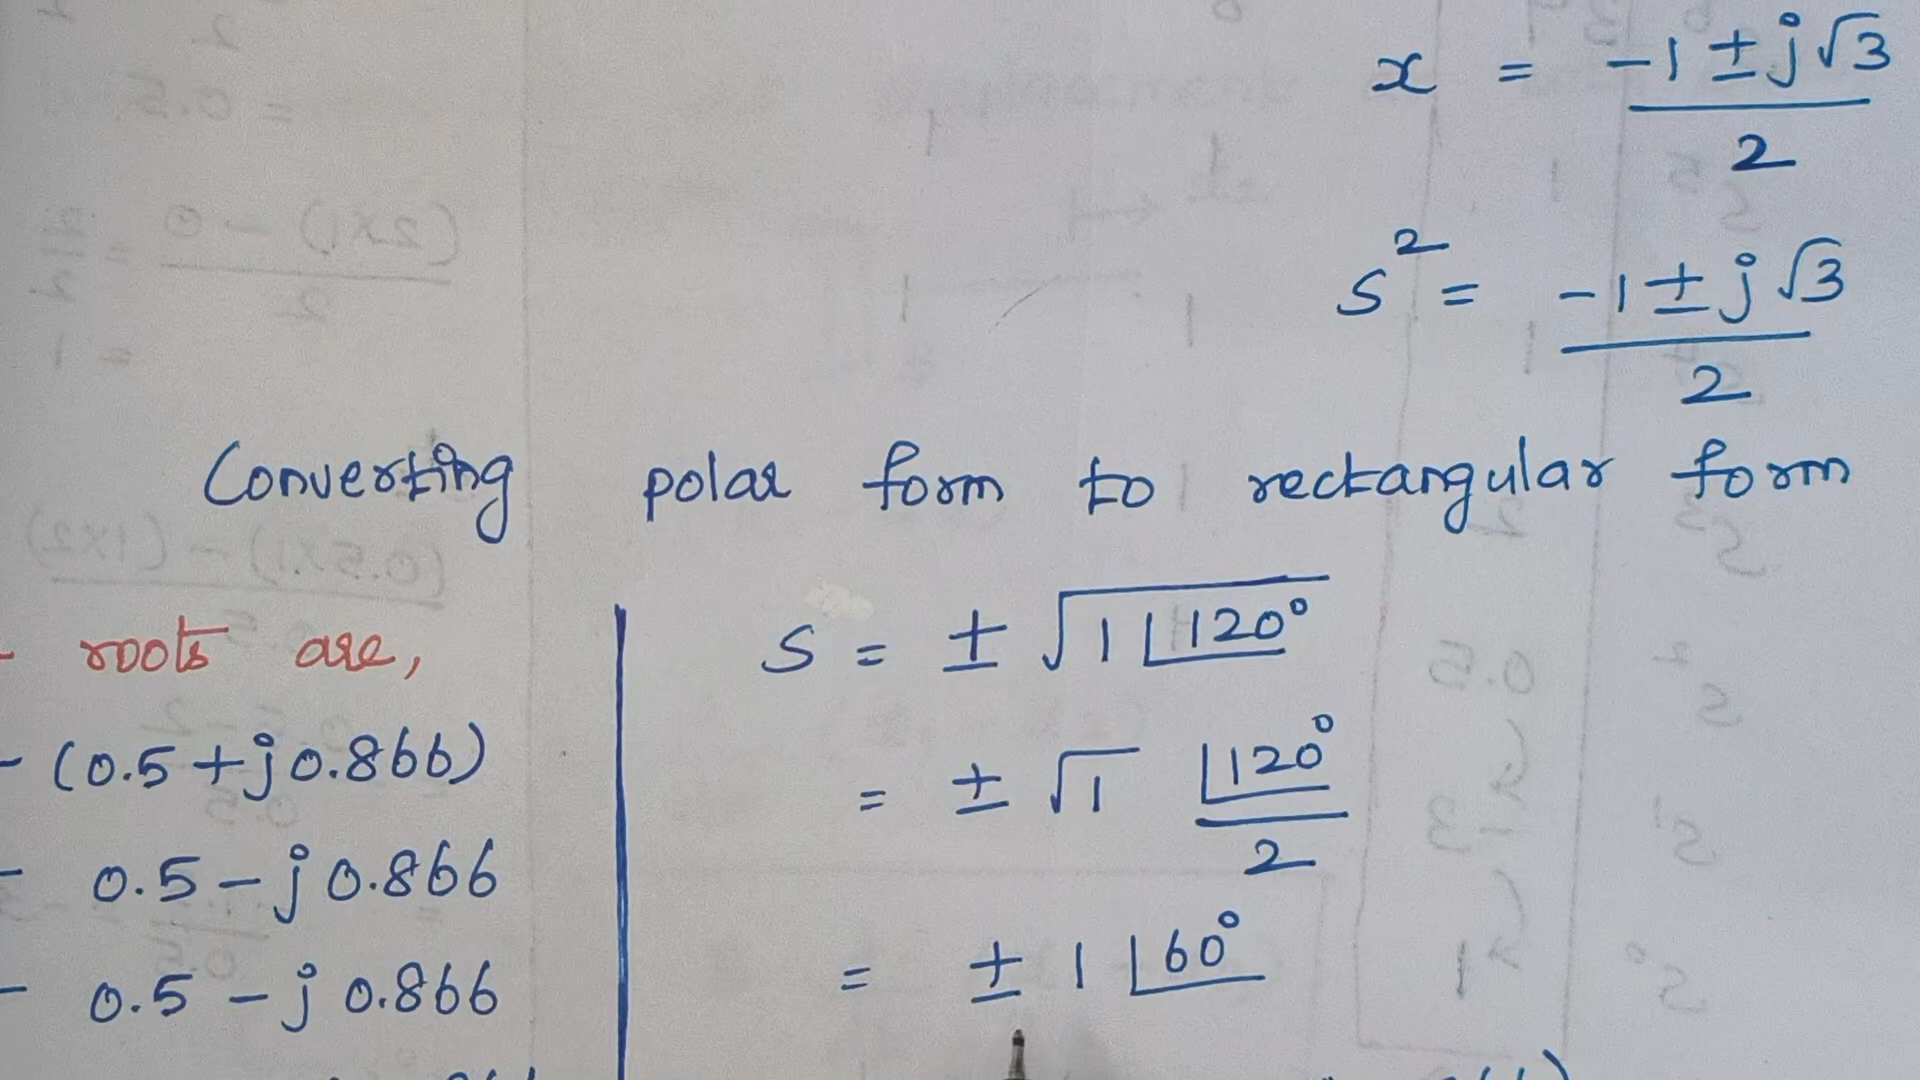 x = -1 ± j√3
2
s² = -1 ± j√3
2
Converting polar form to rectangular form
roots are,
- (0.5 + j0.866)
- 0.5 - j0.866
- 0.5 - j0.866
s = ± √1∠120°
= ± √1 ∠120°
2
= ± 1 ∠60°